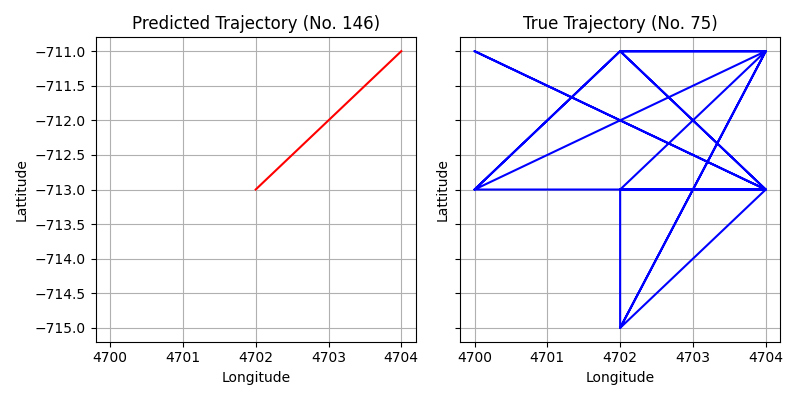 Predicted Trajectory (No. 146)
True Trajectory (No. 75)
−711.0
−711.5
−712.0
−712.5
−713.0
−713.5
−714.0
−714.5
−715.0
Lattitude
Lattitude
4700 4701 4702 4703 4704
4700 4701 4702 4703 4704
Longitude
Longitude